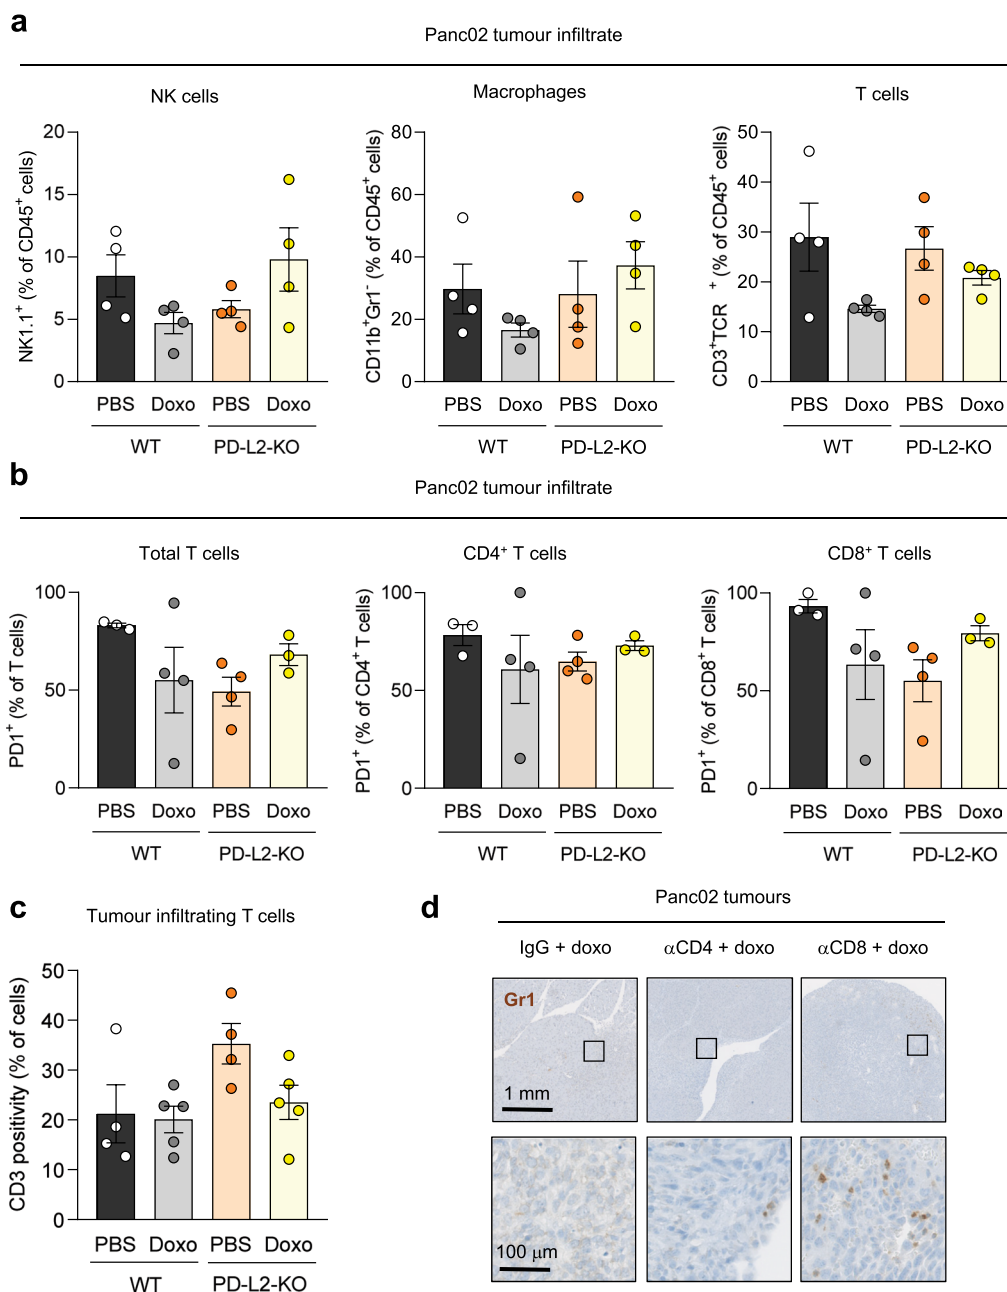 a
Panc02 tumour infiltrate
NK cells
Macrophages
T cells
NK1.1⁺ (% of CD45⁺ cells)
20
15
10
5
0
PBS Doxo PBS Doxo
WT PD-L2-KO
CD11b⁺Gr1⁻ (% of CD45⁺ cells)
80
60
40
20
0
PBS Doxo PBS Doxo
WT PD-L2-KO
CD3⁺TCR ⁺ (% of CD45⁺ cells)
50
40
30
20
10
0
PBS Doxo PBS Doxo
WT PD-L2-KO
b
Panc02 tumour infiltrate
Total T cells
CD4⁺ T cells
CD8⁺ T cells
PD1⁺ (% of T cells)
100
50
0
PBS Doxo PBS Doxo
WT PD-L2-KO
PD1⁺ (% of CD4⁺ T cells)
100
50
0
PBS Doxo PBS Doxo
WT PD-L2-KO
PD1⁺ (% of CD8⁺ T cells)
100
50
0
PBS Doxo PBS Doxo
WT PD-L2-KO
c
Tumour infiltrating T cells
CD3 positivity (% of cells)
50
40
30
20
10
0
PBS Doxo PBS Doxo
WT PD-L2-KO
d
Panc02 tumours
IgG + doxo αCD4 + doxo αCD8 + doxo
Gr1
1 mm
100 μm